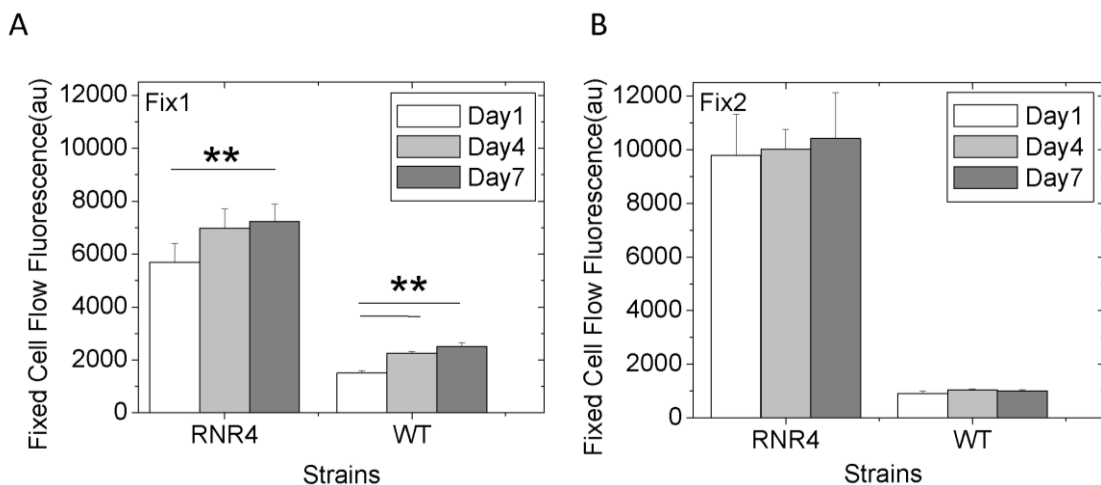 A
Fixed Cell Flow Fluorescence(au)
12000
10000
8000
6000
4000
2000
0
Fix1
Day1
Day4
Day7
**
**
RNR4
WT
Strains
B
Fixed Cell Flow Fluorescence(au)
12000
10000
8000
6000
4000
2000
0
Fix2
Day1
Day4
Day7
RNR4
WT
Strains